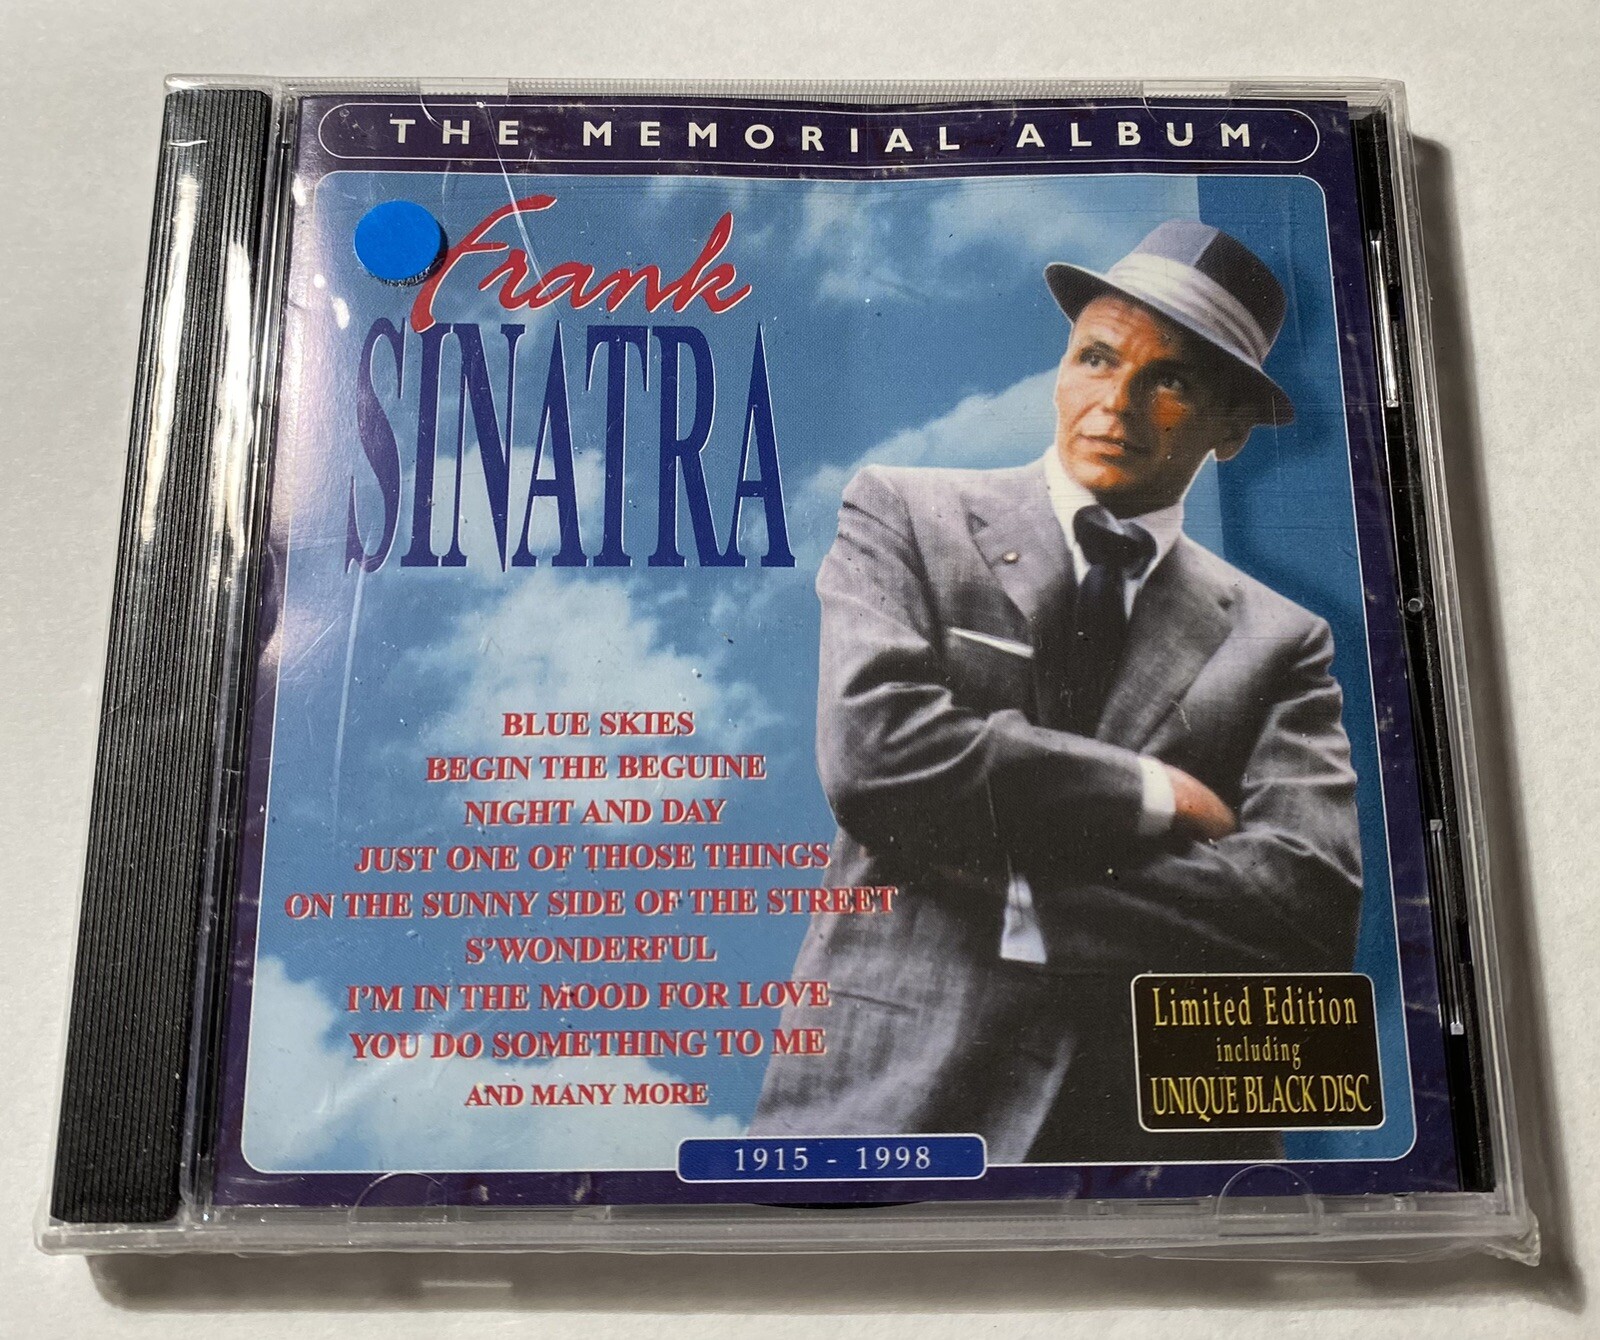 THE MEMORIAL ALBUM
Frank
SINATRA
BLUE SKIES
BEGIN THE BEGUINE
NIGHT AND DAY
JUST ONE OF THOSE THINGS
ON THE SUNNY SIDE OF THE STREET
S'WONDERFUL
I'M IN THE MOOD FOR LOVE
YOU DO SOMETHING TO ME
AND MANY MORE
Limited Edition
including
UNIQUE BLACK DISC
1915 - 1998